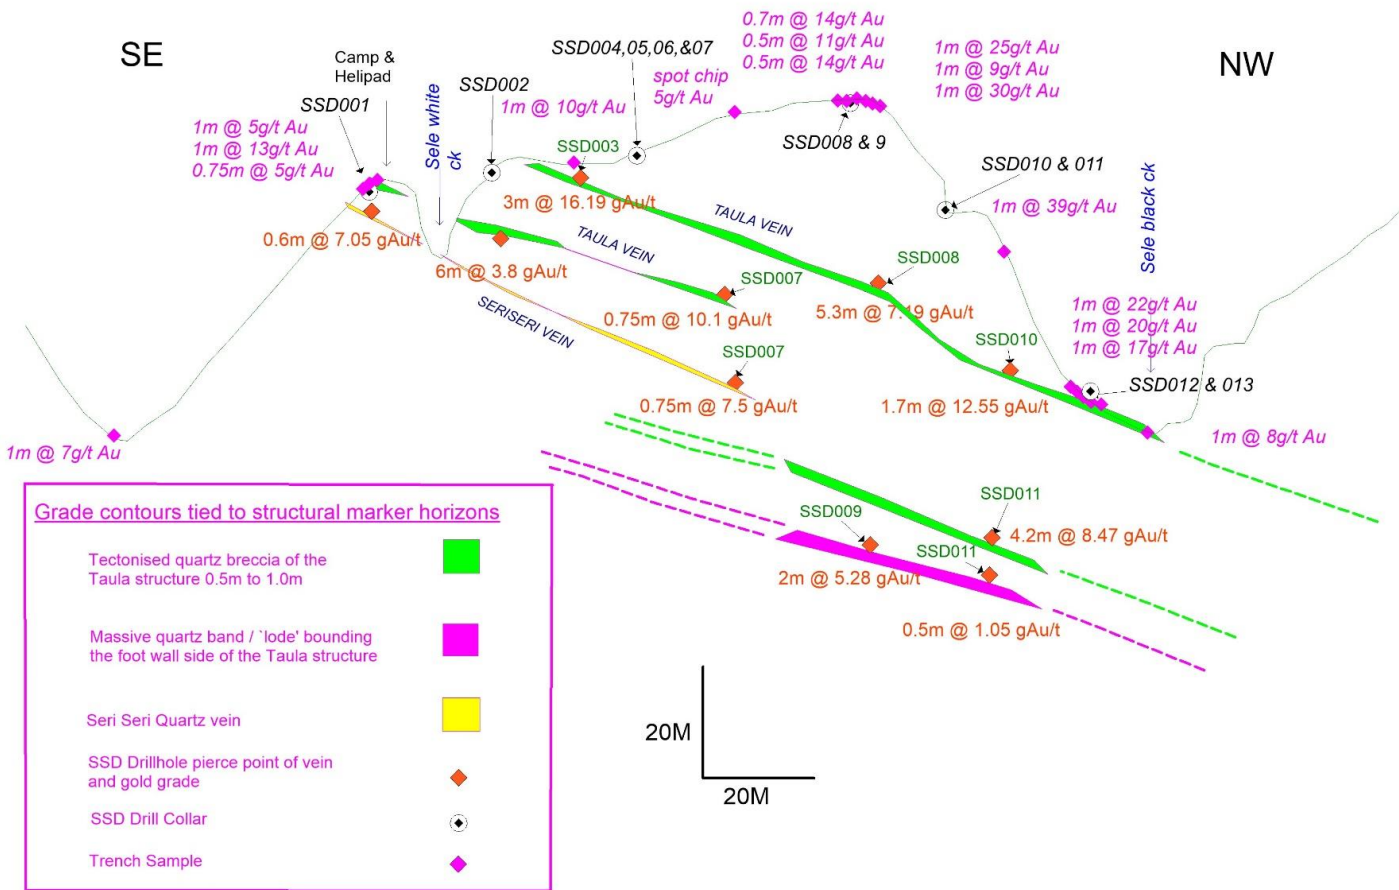 SE
NW
Camp &
Helipad
SSD001
1m @ 5g/t Au
1m @ 13g/t Au
0.75m @ 5g/t Au
Sele white
ck
SSD002
1m @ 10g/t Au
SSD004,05,06,&07
spot chip
5g/t Au
0.7m @ 14g/t Au
0.5m @ 11g/t Au
0.5m @ 14g/t Au
SSD008 & 9
1m @ 25g/t Au
1m @ 9g/t Au
1m @ 30g/t Au
SSD010 & 011
1m @ 39g/t Au
Sele black ck
1m @ 22g/t Au
1m @ 20g/t Au
1m @ 17g/t Au
SSD012 & 013
1m @ 8g/t Au
SSD003
3m @ 16.19 gAu/t
TAULA VEIN
0.6m @ 7.05 gAu/t
6m @ 3.8 gAu/t
TAULA VEIN
SSD007
0.75m @ 10.1 gAu/t
SSD008
5.3m @ 7.19 gAu/t
SERISERI VEIN
SSD007
0.75m @ 7.5 gAu/t
SSD010
1.7m @ 12.55 gAu/t
1m @ 7g/t Au
SSD011
4.2m @ 8.47 gAu/t
SSD009
2m @ 5.28 gAu/t
SSD011
0.5m @ 1.05 gAu/t
Grade contours tied to structural marker horizons
Tectonised quartz breccia of the
Taula structure 0.5m to 1.0m
Massive quartz band / `lode' bounding
the foot wall side of the Taula structure
Seri Seri Quartz vein
SSD Drillhole pierce point of vein
and gold grade
SSD Drill Collar
Trench Sample
20M
20M